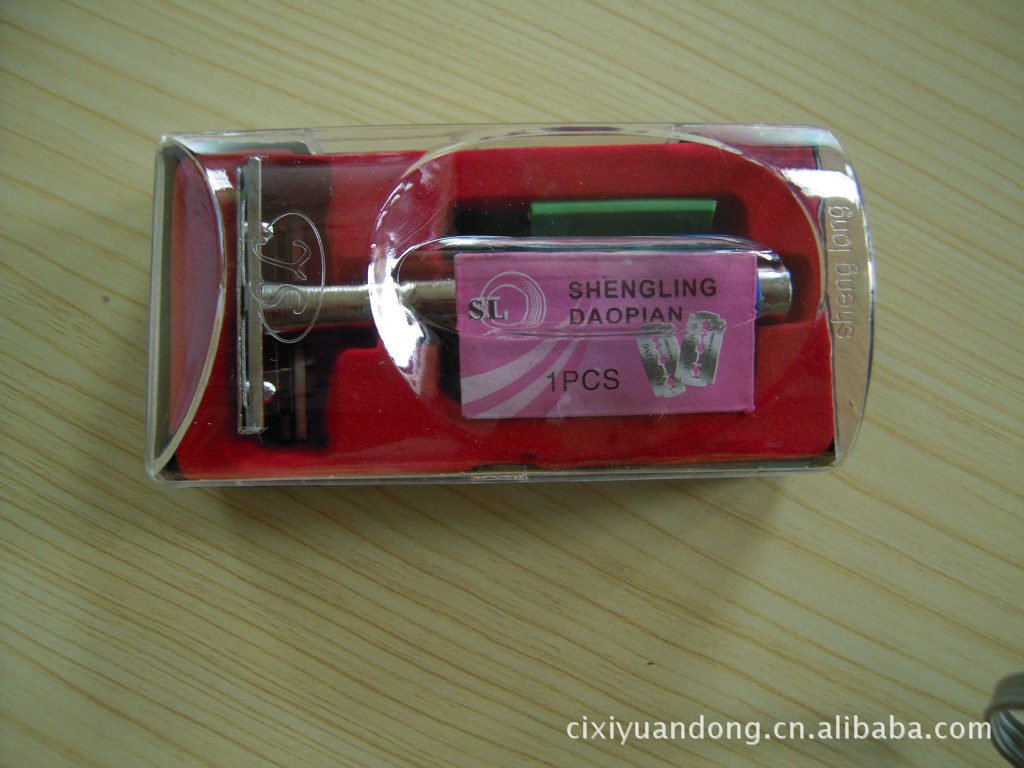 SL
SHENGLING
DAOPIAN
1PCS
sheng long
cixiyuandong.cn.alibaba.com